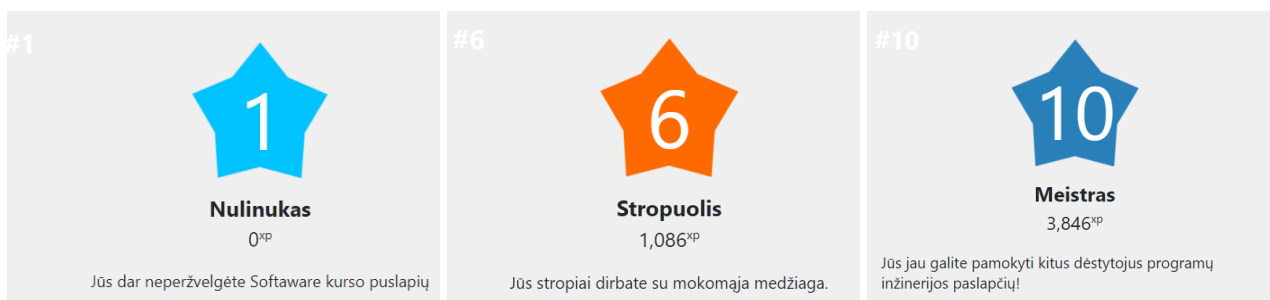 #1
1
Nulinukas
0xp
Jūs dar neperžvelgėte Softaware kurso puslapių
#6
6
Stropuolis
1,086xp
Jūs stropiai dirbate su mokomąja medžiaga.
#10
10
Meistras
3,846xp
Jūs jau galite pamokyti kitus dėstytojus programų
inžinerijos paslapčių!